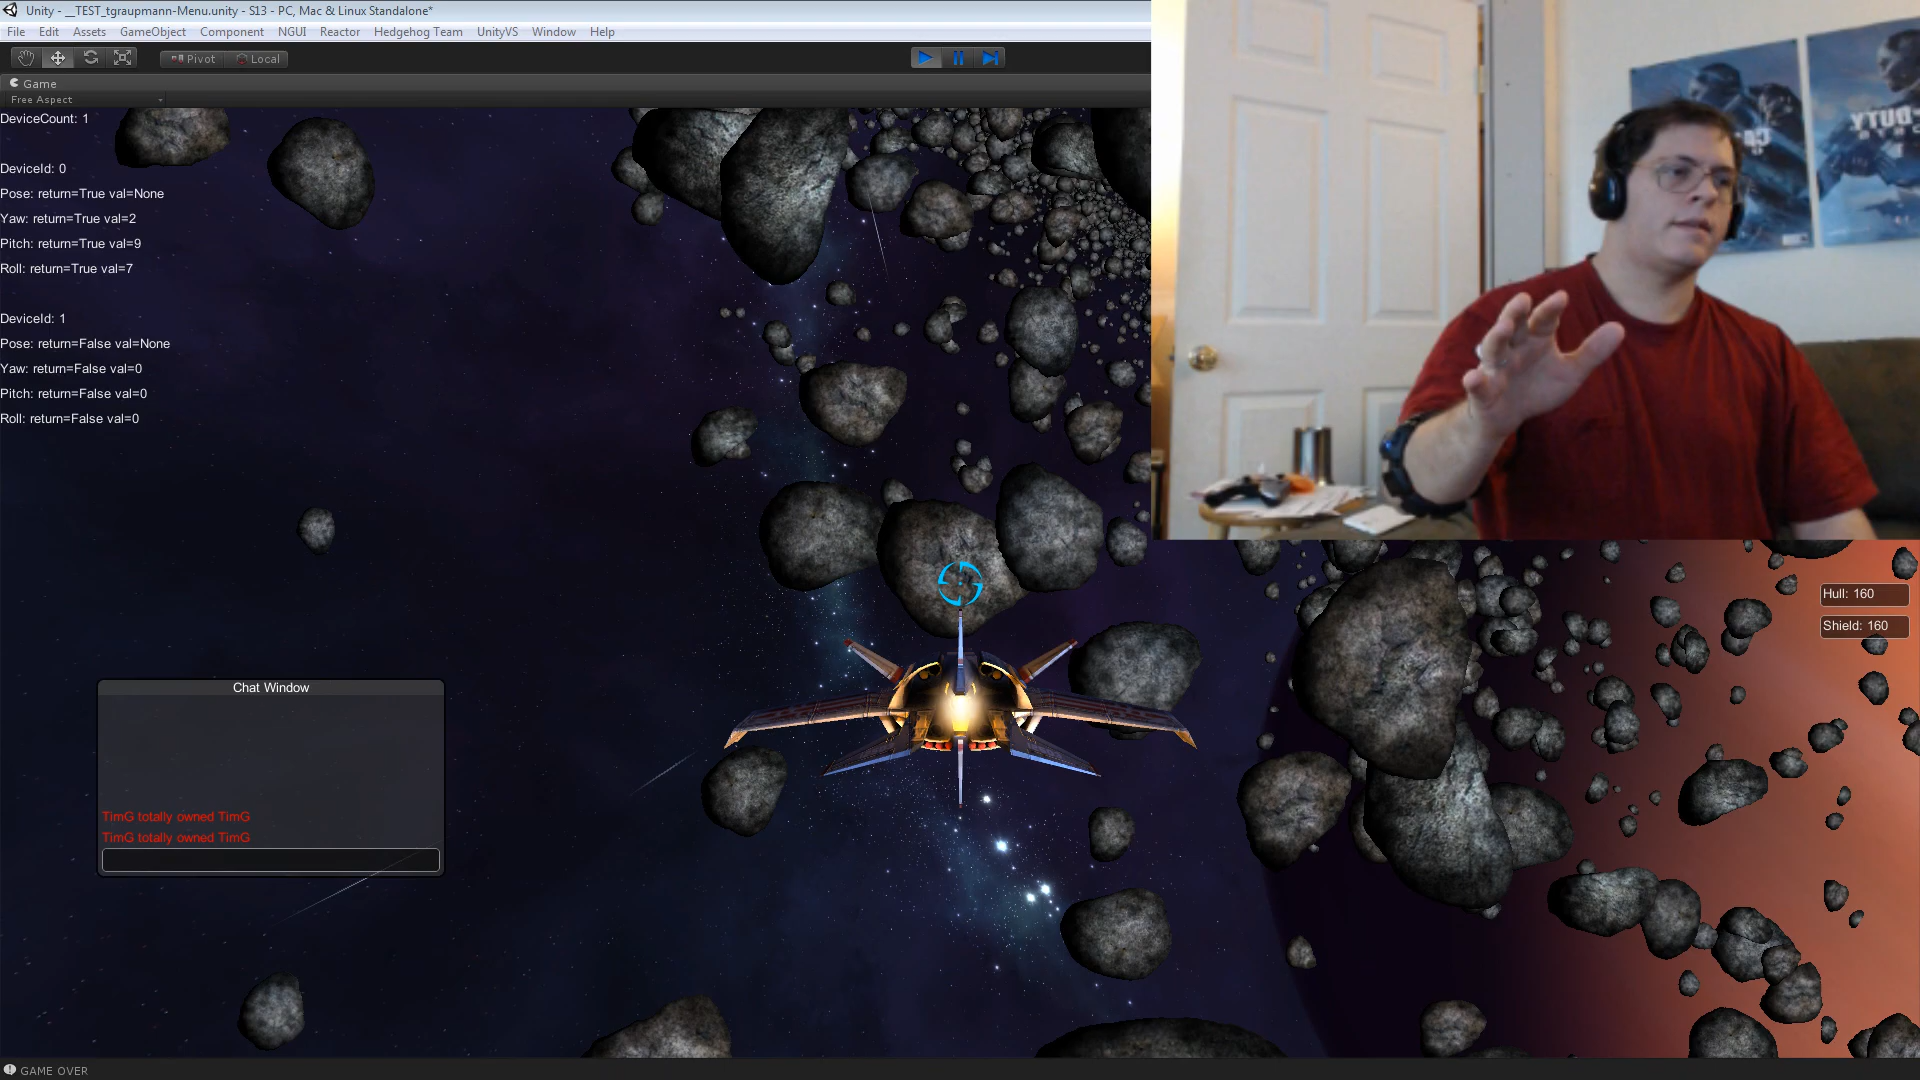 Unity - __TEST_tgraupmann-Menu.unity - S13 - PC, Mac & Linux Standalone*
File Edit Assets GameObject Component NGUI Reactor Hedgehog Team UnityVS Window Help
Pivot Local
Game
Free Aspect
DeviceCount: 1
DeviceId: 0
Pose: return=True val=None
Yaw: return=True val=2
Pitch: return=True val=9
Roll: return=True val=7
DeviceId: 1
Pose: return=False val=None
Yaw: return=False val=0
Pitch: return=False val=0
Roll: return=False val=0
Hull: 160
Shield: 160
Chat Window
TimG totally owned TimG
TimG totally owned TimG
GAME OVER
DUTY